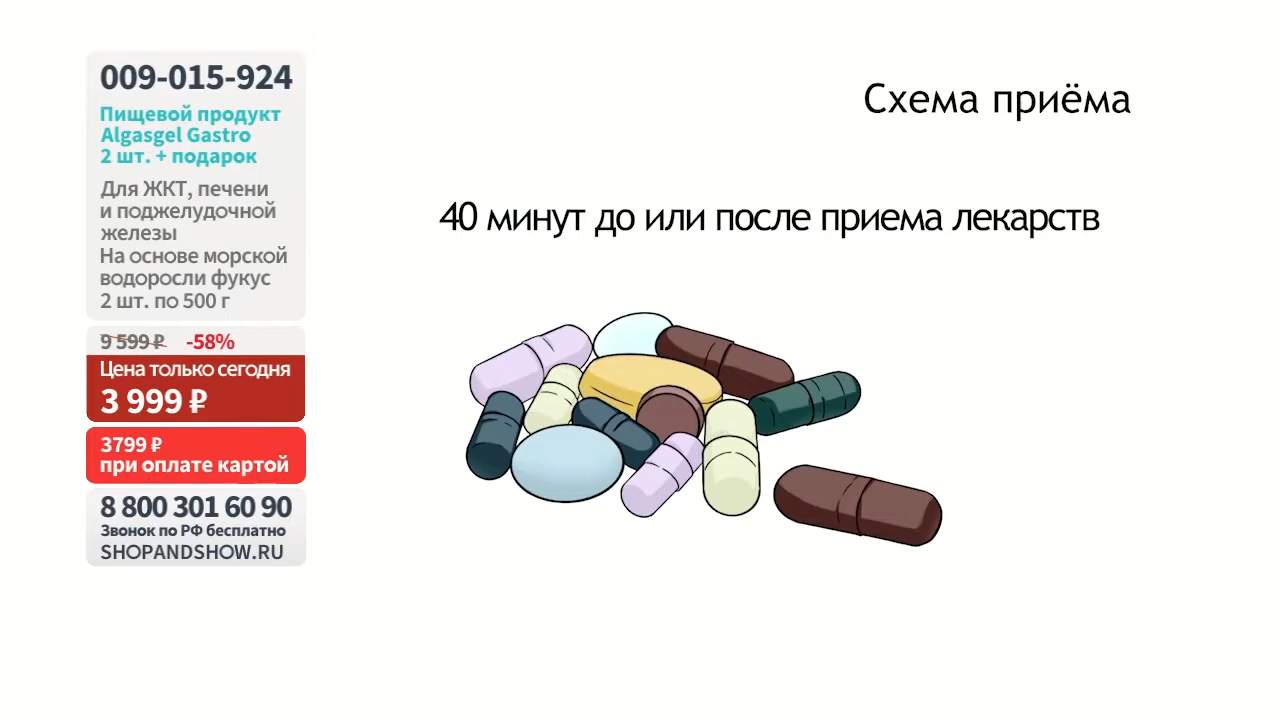 009-015-924
Пищевой продукт
Algasgel Gastro
2 шт. + подарок
Для ЖКТ, печени
и поджелудочной
железы
На основе морской
водоросли фукус
2 шт. по 500 г
9 599 ₽ -58%
Цена только сегодня
3 999 ₽
3799 ₽
при оплате картой
8 800 301 60 90
Звонок по РФ бесплатно
SHOPANDSHOW.RU
Схема приёма
40 минут до или после приема лекарств